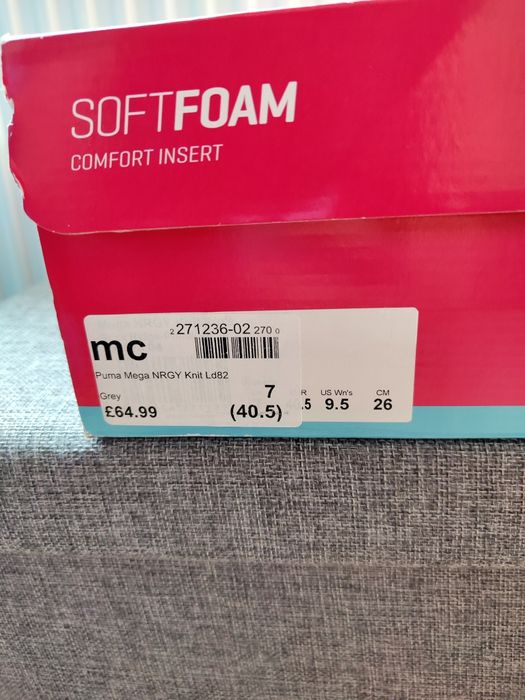 SOFTFOAM
COMFORT INSERT
2 271236-02 270 0
mc
Puma Mega NRGY Knit Ld82
Grey 7
£64.99 (40.5)
R US Wn's CM
.5 9.5 26